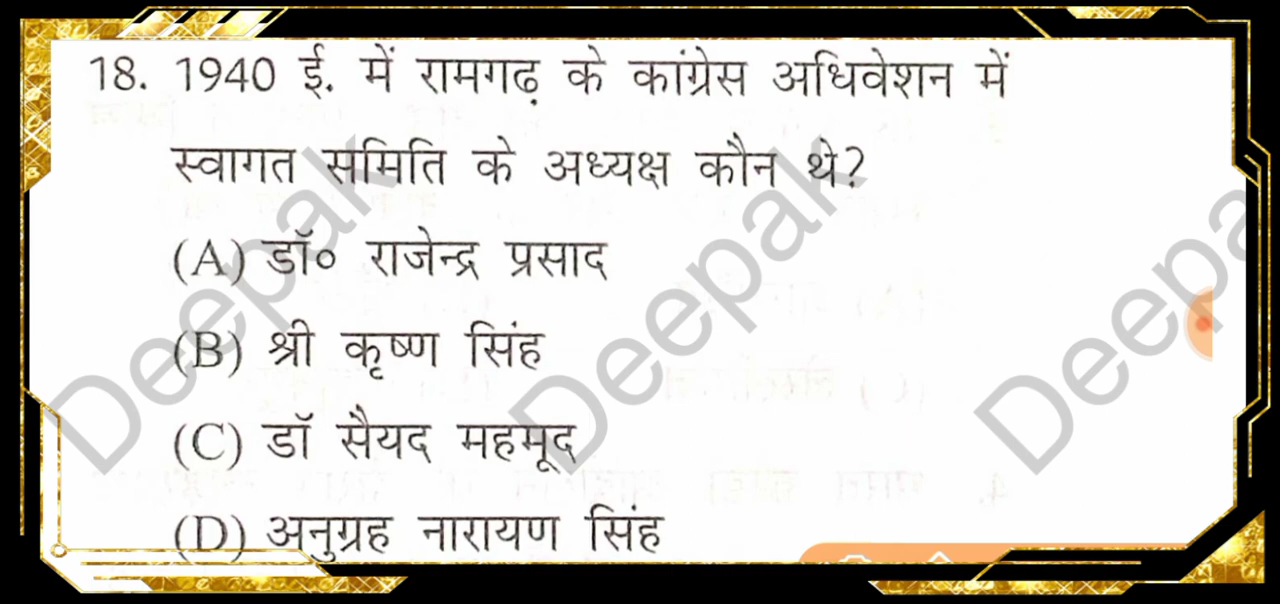 18. 1940 ई. में रामगढ़ के कांग्रेस अधिवेशन में
स्वागत समिति के अध्यक्ष कौन थे?
(A) डॉ० राजेन्द्र प्रसाद
(B) श्री कृष्ण सिंह
(C) डॉ सैयद महमूद
(D) अनुग्रह नारायण सिंह
Deepak
Deepak
Deepa